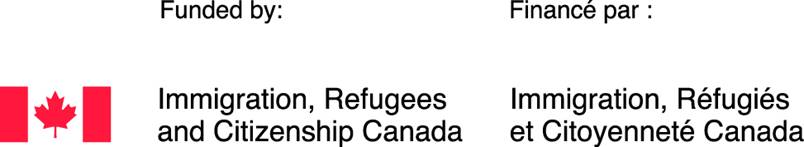 Funded by:
Financé par :
Immigration, Refugees
and Citizenship Canada
Immigration, Réfugiés
et Citoyenneté Canada